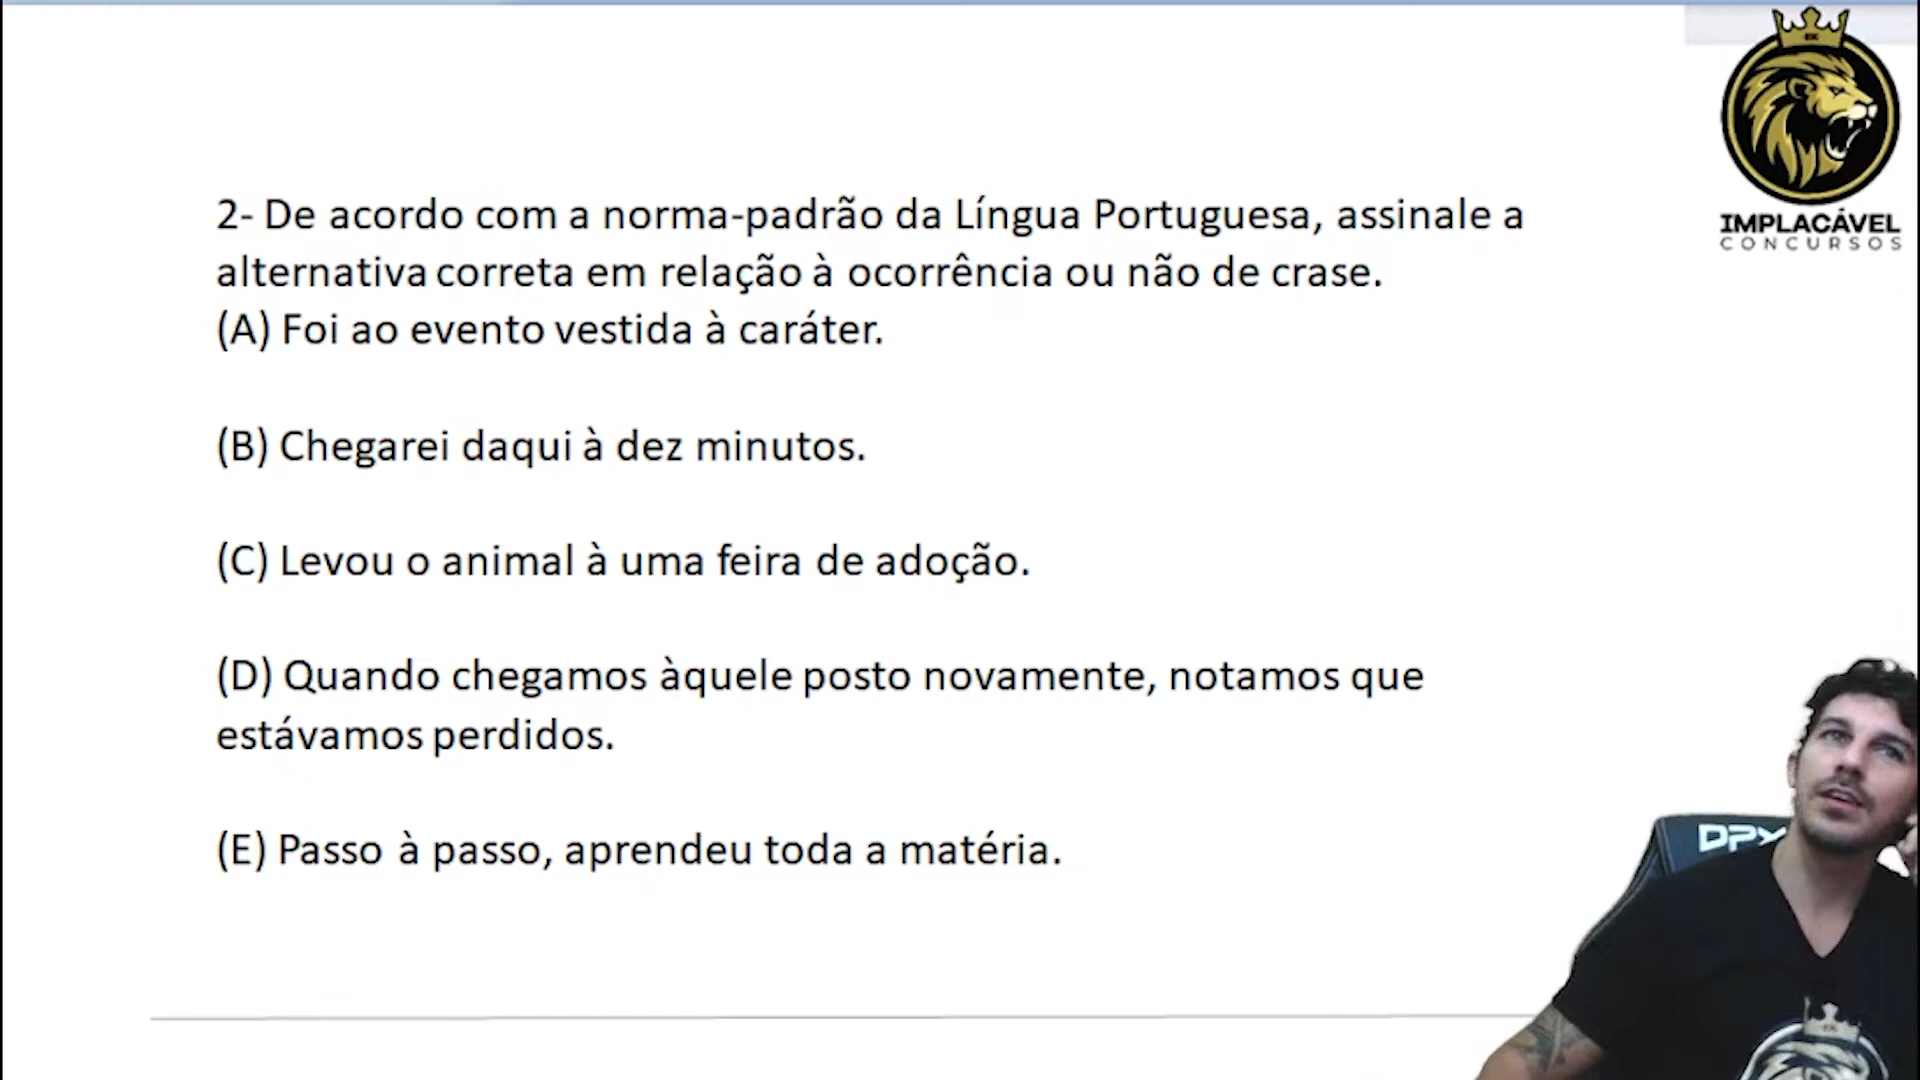 IMPLACÁVEL
CONCURSOS
2- De acordo com a norma-padrão da Língua Portuguesa, assinale a
alternativa correta em relação à ocorrência ou não de crase.
(A) Foi ao evento vestida à caráter.
(B) Chegarei daqui à dez minutos.
(C) Levou o animal à uma feira de adoção.
(D) Quando chegamos àquele posto novamente, notamos que
estávamos perdidos.
(E) Passo à passo, aprendeu toda a matéria.